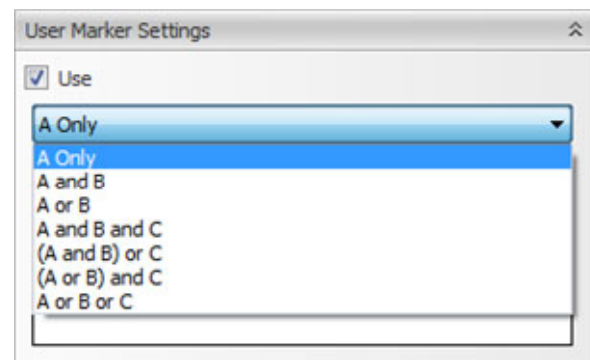 User Marker Settings
Use
A Only
A Only
A and B
A or B
A and B and C
(A and B) or C
(A or B) and C
A or B or C